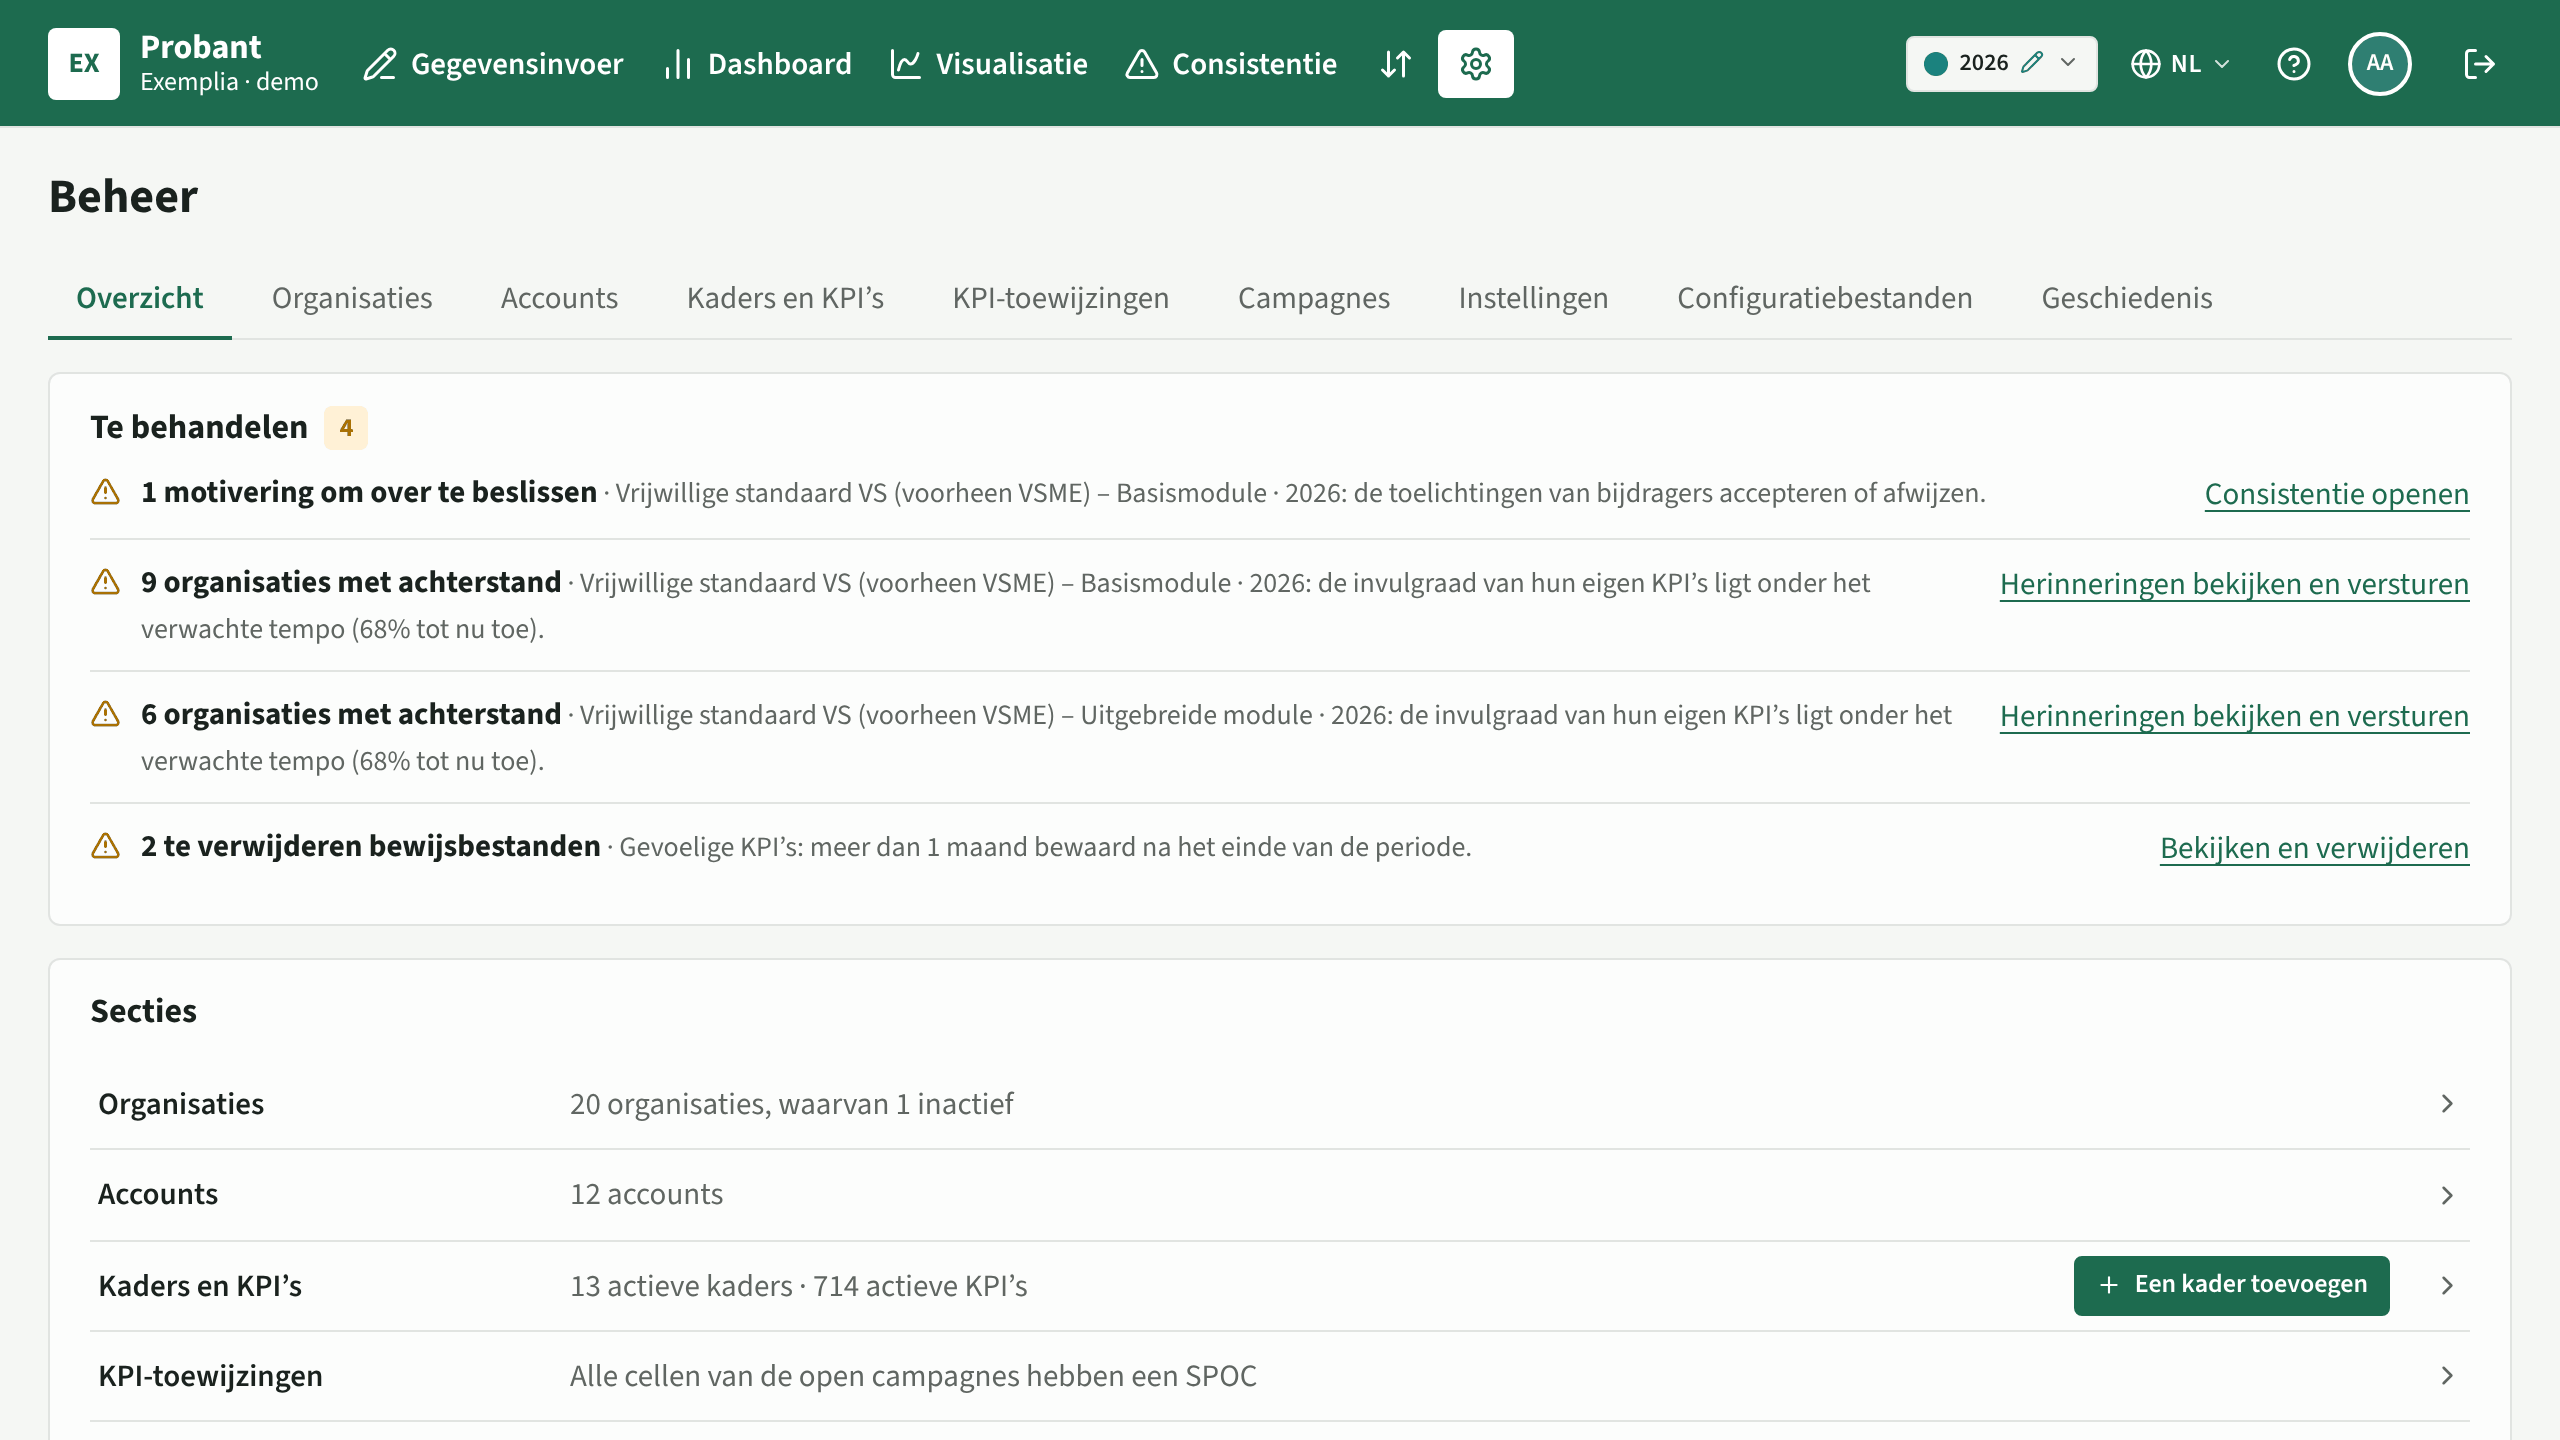 EX
Probant
Exemplia · demo
Gegevensinvoer
Dashboard
Visualisatie
Consistentie
2026
NL
AA
Beheer
Overzicht
Organisaties
Accounts
Kaders en KPI’s
KPI-toewijzingen
Campagnes
Instellingen
Configuratiebestanden
Geschiedenis
Te behandelen 4
1 motivering om over te beslissen · Vrijwillige standaard VS (voorheen VSME) – Basismodule · 2026: de toelichtingen van bijdragers accepteren of afwijzen.
Consistentie openen
9 organisaties met achterstand · Vrijwillige standaard VS (voorheen VSME) – Basismodule · 2026: de invulgraad van hun eigen KPI’s ligt onder het
verwachte tempo (68% tot nu toe).
Herinneringen bekijken en versturen
6 organisaties met achterstand · Vrijwillige standaard VS (voorheen VSME) – Uitgebreide module · 2026: de invulgraad van hun eigen KPI’s ligt onder het
verwachte tempo (68% tot nu toe).
Herinneringen bekijken en versturen
2 te verwijderen bewijsbestanden · Gevoelige KPI’s: meer dan 1 maand bewaard na het einde van de periode.
Bekijken en verwijderen
Secties
Organisaties
20 organisaties, waarvan 1 inactief
Accounts
12 accounts
Kaders en KPI’s
13 actieve kaders · 714 actieve KPI’s
Een kader toevoegen
KPI-toewijzingen
Alle cellen van de open campagnes hebben een SPOC